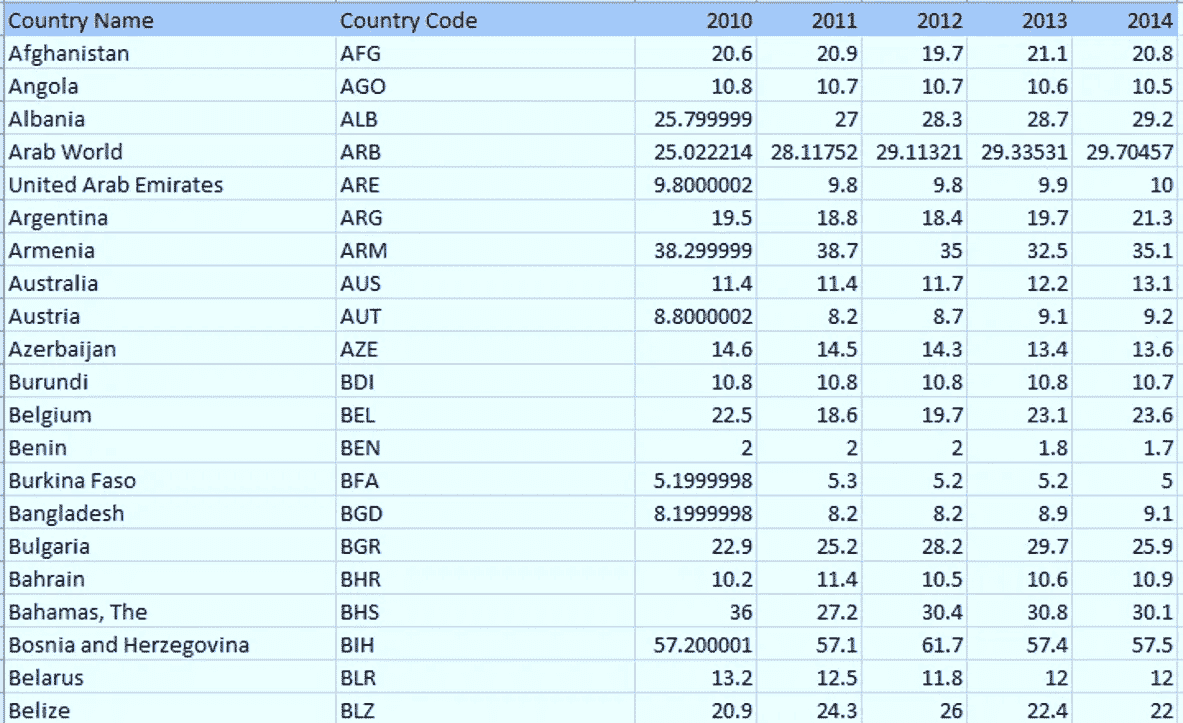 Country Name Country Code 2010 2011 2012 2013 2014
Afghanistan AFG 20.6 20.9 19.7 21.1 20.8
Angola AGO 10.8 10.7 10.7 10.6 10.5
Albania ALB 25.799999 27 28.3 28.7 29.2
Arab World ARB 25.022214 28.11752 29.11321 29.33531 29.70457
United Arab Emirates ARE 9.8000002 9.8 9.8 9.9 10
Argentina ARG 19.5 18.8 18.4 19.7 21.3
Armenia ARM 38.299999 38.7 35 32.5 35.1
Australia AUS 11.4 11.4 11.7 12.2 13.1
Austria AUT 8.8000002 8.2 8.7 9.1 9.2
Azerbaijan AZE 14.6 14.5 14.3 13.4 13.6
Burundi BDI 10.8 10.8 10.8 10.8 10.7
Belgium BEL 22.5 18.6 19.7 23.1 23.6
Benin BEN 2 2 2 1.8 1.7
Burkina Faso BFA 5.1999998 5.3 5.2 5.2 5
Bangladesh BGD 8.1999998 8.2 8.2 8.9 9.1
Bulgaria BGR 22.9 25.2 28.2 29.7 25.9
Bahrain BHR 10.2 11.4 10.5 10.6 10.9
Bahamas, The BHS 36 27.2 30.4 30.8 30.1
Bosnia and Herzegovina BIH 57.200001 57.1 61.7 57.4 57.5
Belarus BLR 13.2 12.5 11.8 12 12
Belize BLZ 20.9 24.3 26 22.4 22